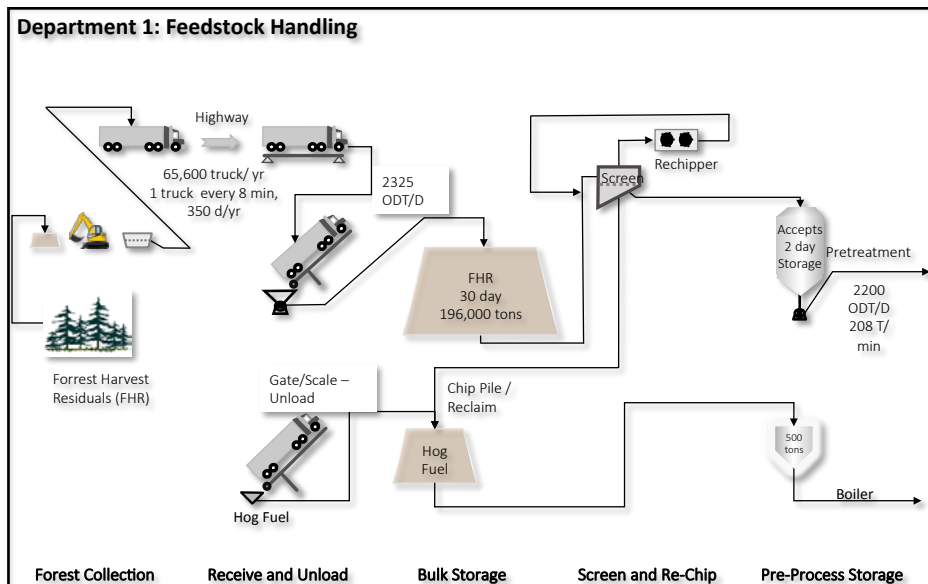 Department 1: Feedstock Handling
Highway
65,600 truck/ yr
1 truck every 8 min,
350 d/yr
2325
ODT/D
Rechipper
Screen
Accepts
2 day
Storage
Pretreatment
2200
ODT/D
208 T/
min
FHR
30 day
196,000 tons
Forrest Harvest
Residuals (FHR)
Gate/Scale –
Unload
Chip Pile /
Reclaim
Hog
Fuel
500
tons
Boiler
Hog Fuel
Forest Collection
Receive and Unload
Bulk Storage
Screen and Re-Chip
Pre-Process Storage